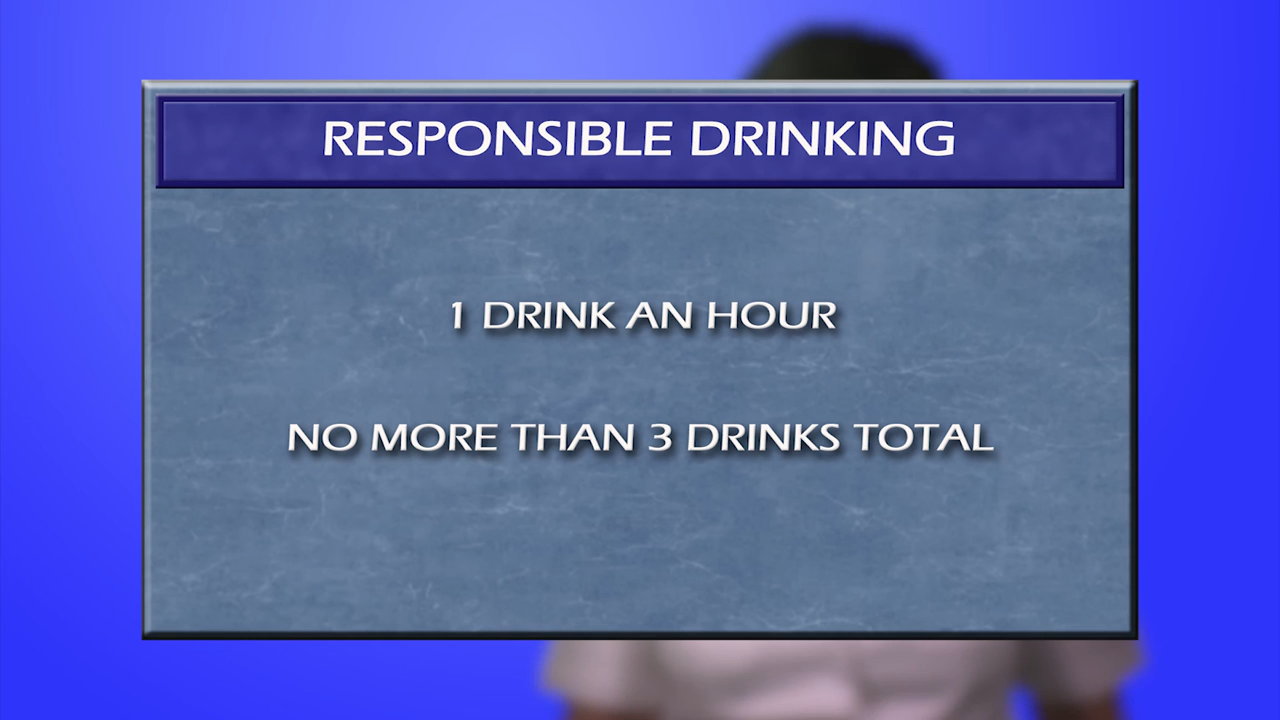 RESPONSIBLE DRINKING
1 DRINK AN HOUR
NO MORE THAN 3 DRINKS TOTAL